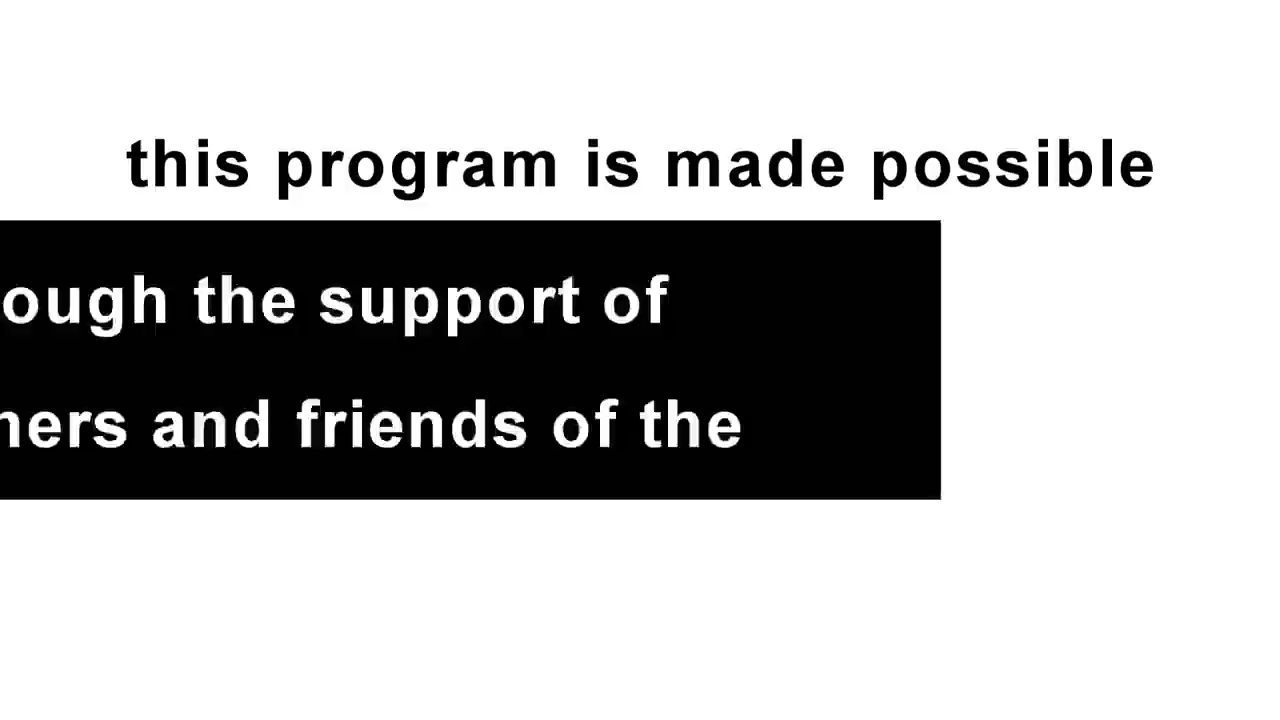 this program is made possible
ough the support of
ners and friends of the